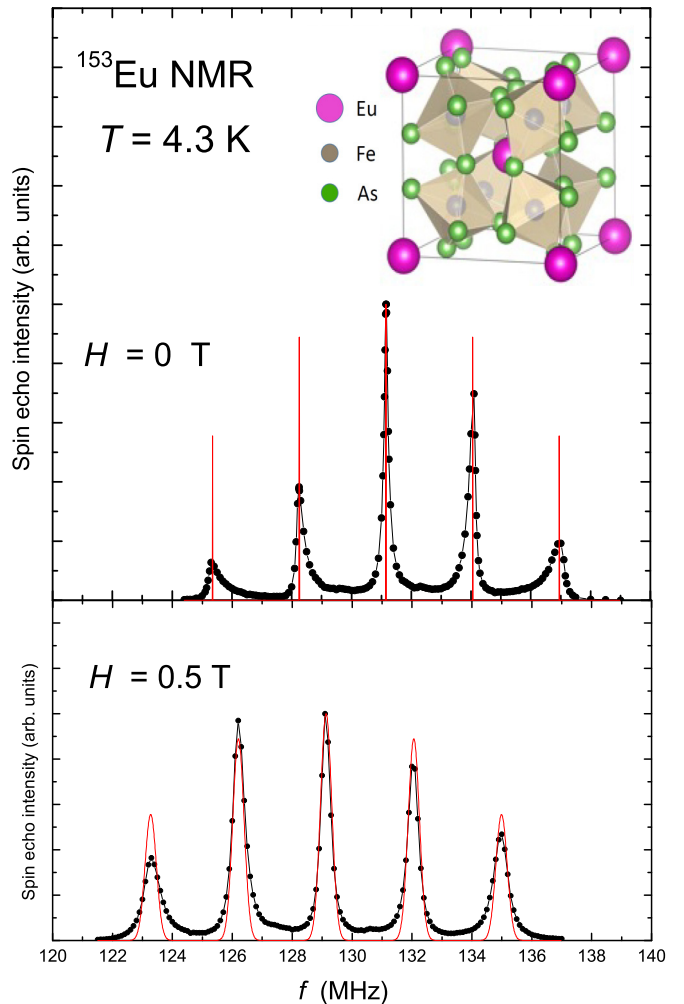 ¹⁵³Eu NMR
T = 4.3 K
Eu
Fe
As
H = 0 T
Spin echo intensity (arb. units)
H = 0.5 T
Spin echo intensity (arb. units)
120 122 124 126 128 130 132 134 136 138 140
f (MHz)